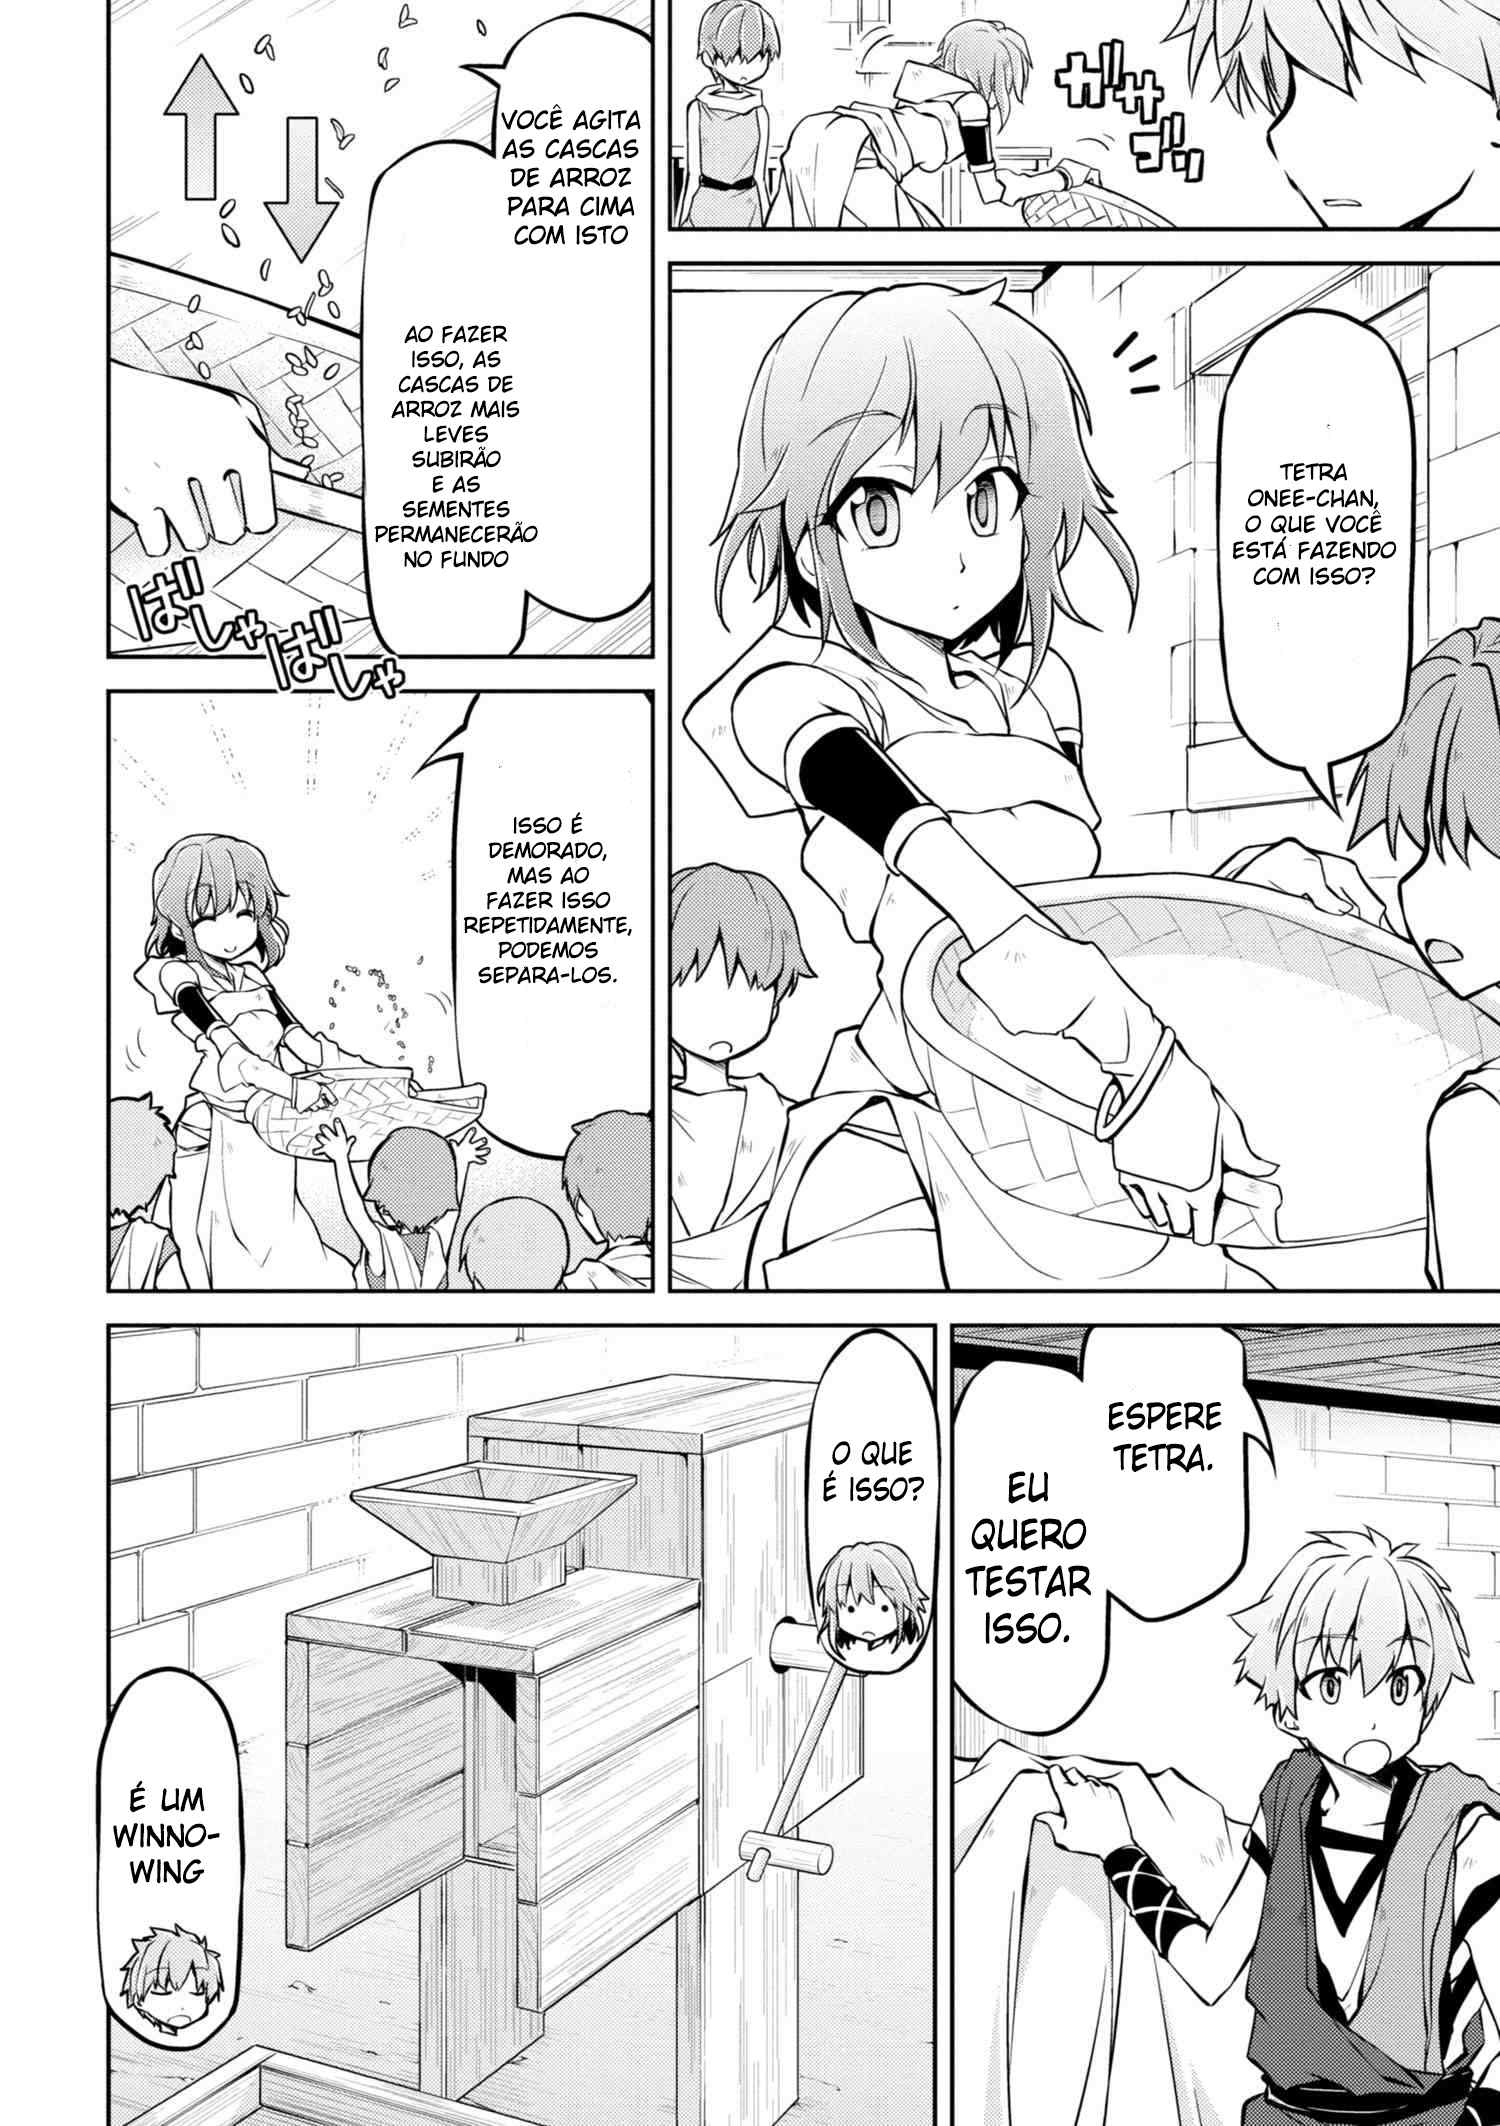 ガサ
ゴソッ
TETRA
ONEE-CHAN,
O QUE VOCÊ
ESTÁ FAZENDO
COM ISSO?
VOCÊ AGITA
AS CASCAS
DE ARROZ
PARA CIMA
COM ISTO
AO FAZER
ISSO, AS
CASCAS DE
ARROZ MAIS
LEVES
SUBIRÃO
E AS
SEMENTES
PERMANECERÃO
NO FUNDO
ばしゃ
ばしゃ
ISSO É
DEMORADO,
MAS AO
FAZER ISSO
REPETIDAMENTE,
PODEMOS
SEPARA-LOS.
ESPERE
TETRA.
EU
QUERO
TESTAR
ISSO.
O QUE
É ISSO?
É UM
WINNO-
WING